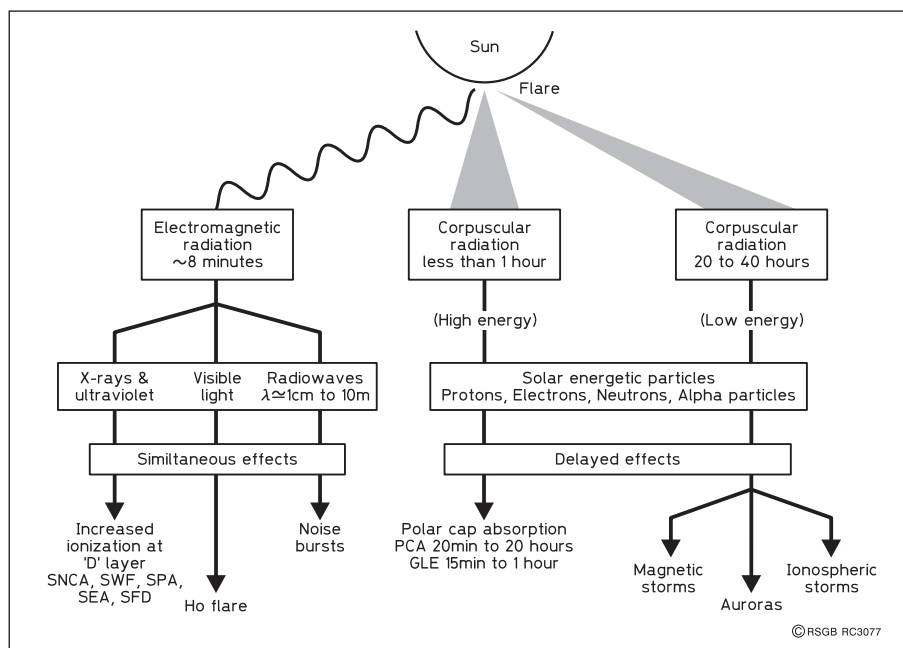 Sun
Flare
Electromagnetic
radiation
~8 minutes
Corpuscular
radiation
less than 1 hour
Corpuscular
radiation
20 to 40 hours
(High energy)
(Low energy)
X-rays &
ultraviolet
Visible
light
Radiowaves
λ≃1cm to 10m
Solar energetic particles
Protons, Electrons, Neutrons, Alpha particles
Similtaneous effects
Delayed effects
Increased
ionization at
'D' layer
SNCA, SWF, SPA,
SEA, SFD
Ho flare
Noise
bursts
Polar cap absorption
PCA 20min to 20 hours
GLE 15min to 1 hour
Magnetic
storms
Auroras
Ionospheric
storms
©RSGB RC3077